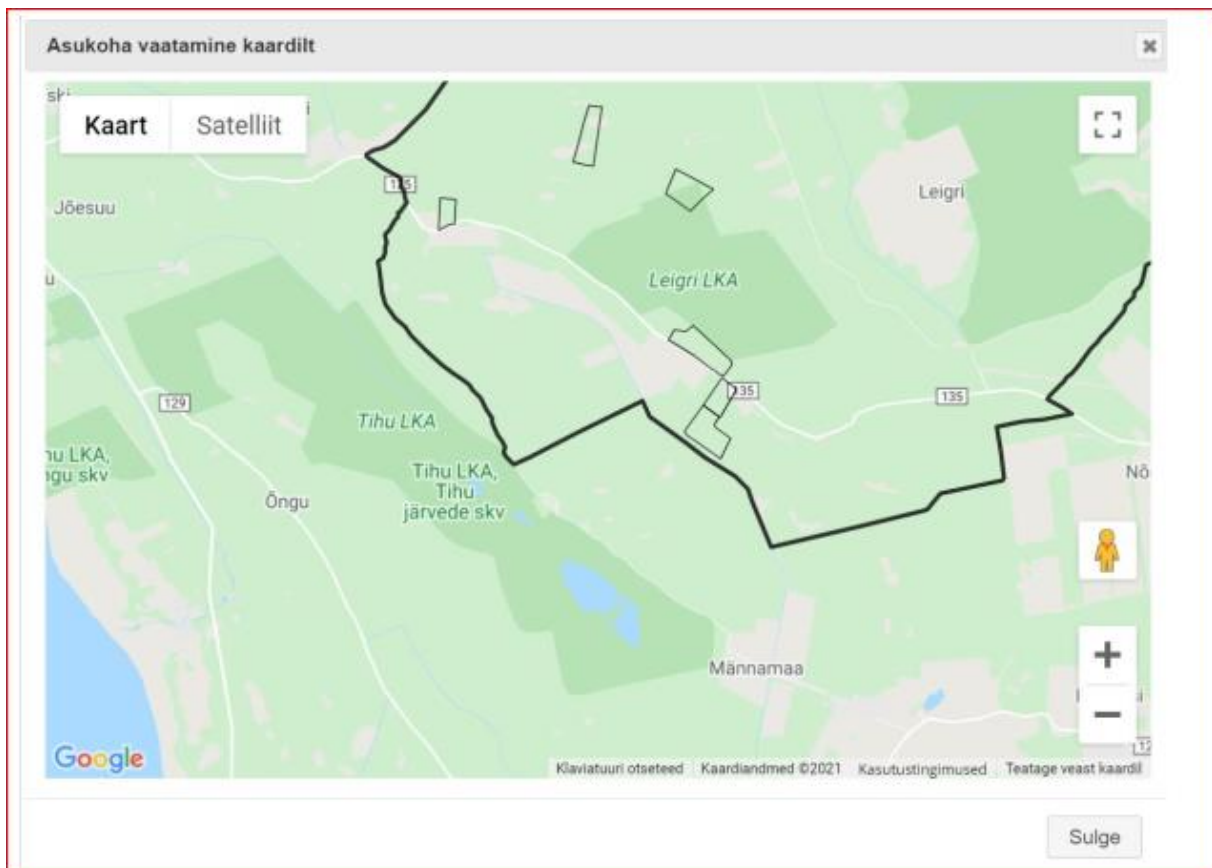 Asukoha vaatamine kaardilt
Kaart
Satelliit
135
Jõesuu
Leigri
Leigri LKA
129
135
135
Tihu LKA
Tihu LKA,
Tihu
järvede skv
Õngu
Männamaa
Google
Klaviatuuri otseteed
Kaardiandmed ©2021
Kasutustingimused
Teatage veast kaardil
Sulge